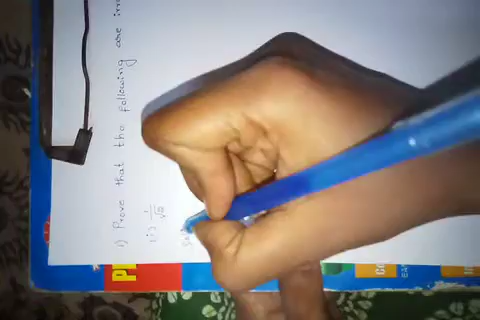 1) Prove that the following are irr
(i) 1/√2